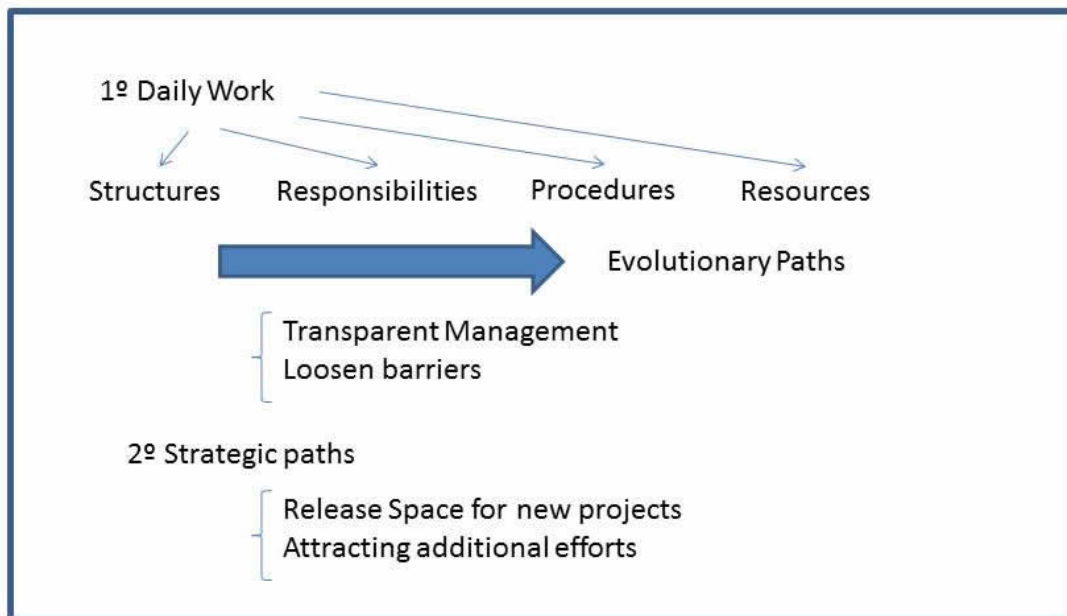 1º Daily Work
Structures Responsibilities Procedures Resources
Evolutionary Paths
Transparent Management
Loosen barriers
2º Strategic paths
Release Space for new projects
Attracting additional efforts